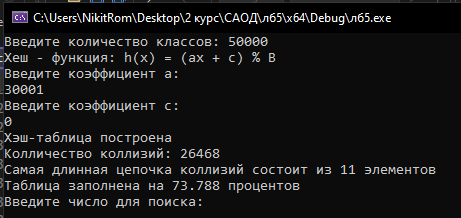 C:\Users\NikitRom\Desktop\2 курс\САОД\л65\x64\Debug\л65.exe
Введите количество классов: 50000
Хеш - функция: h(x) = (ax + c) % B
Введите коэффициент a:
30001
Введите коэффициент c:
0
Хэш-таблица построена
Колличество коллизий: 26468
Самая длинная цепочка коллизий состоит из 11 элементов
Таблица заполнена на 73.788 процентов
Введите число для поиска: